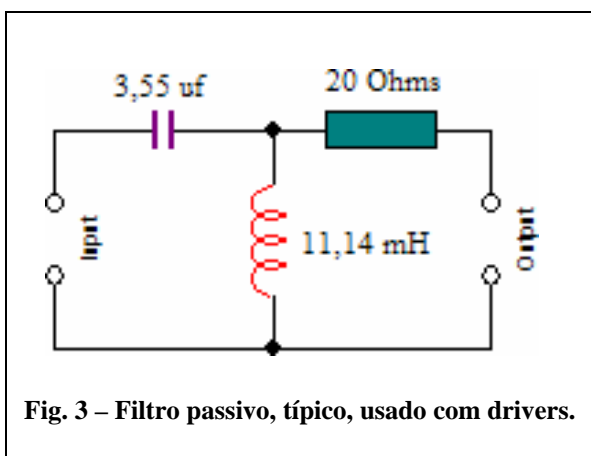 3,55 uf
20 Ohms
Input
11,14 mH
Output
Fig. 3 – Filtro passivo, típico, usado com drivers.